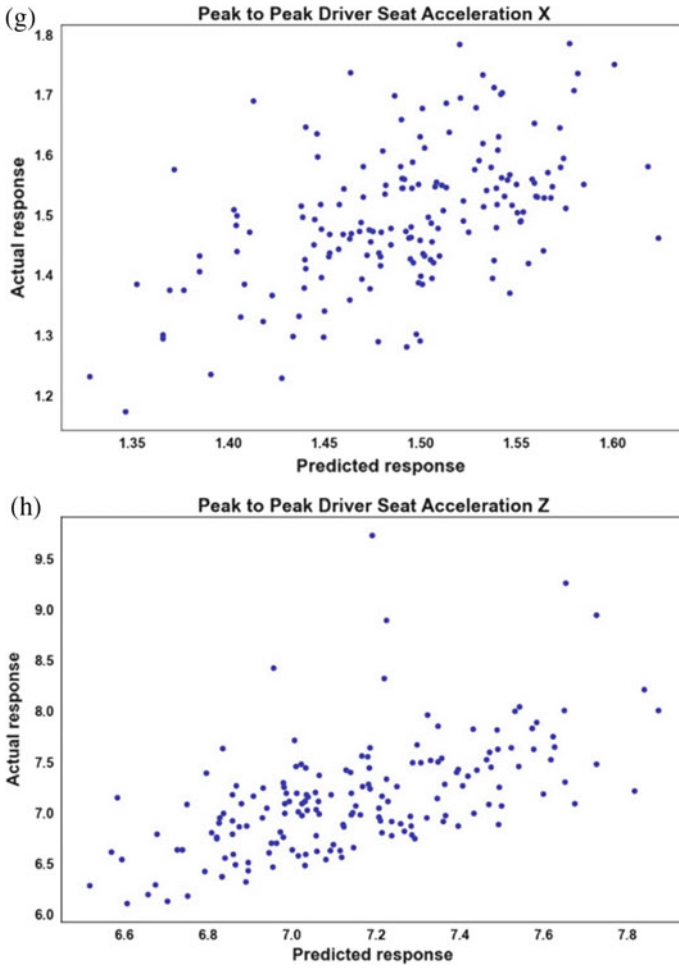 (g)
Peak to Peak Driver Seat Acceleration X
1.8
1.7
1.6
1.5
1.4
1.3
1.2
Actual response
1.35 1.40 1.45 1.50 1.55 1.60
Predicted response
(h)
Peak to Peak Driver Seat Acceleration Z
9.5
9.0
8.5
8.0
7.5
7.0
6.5
6.0
Actual response
6.6 6.8 7.0 7.2 7.4 7.6 7.8
Predicted response